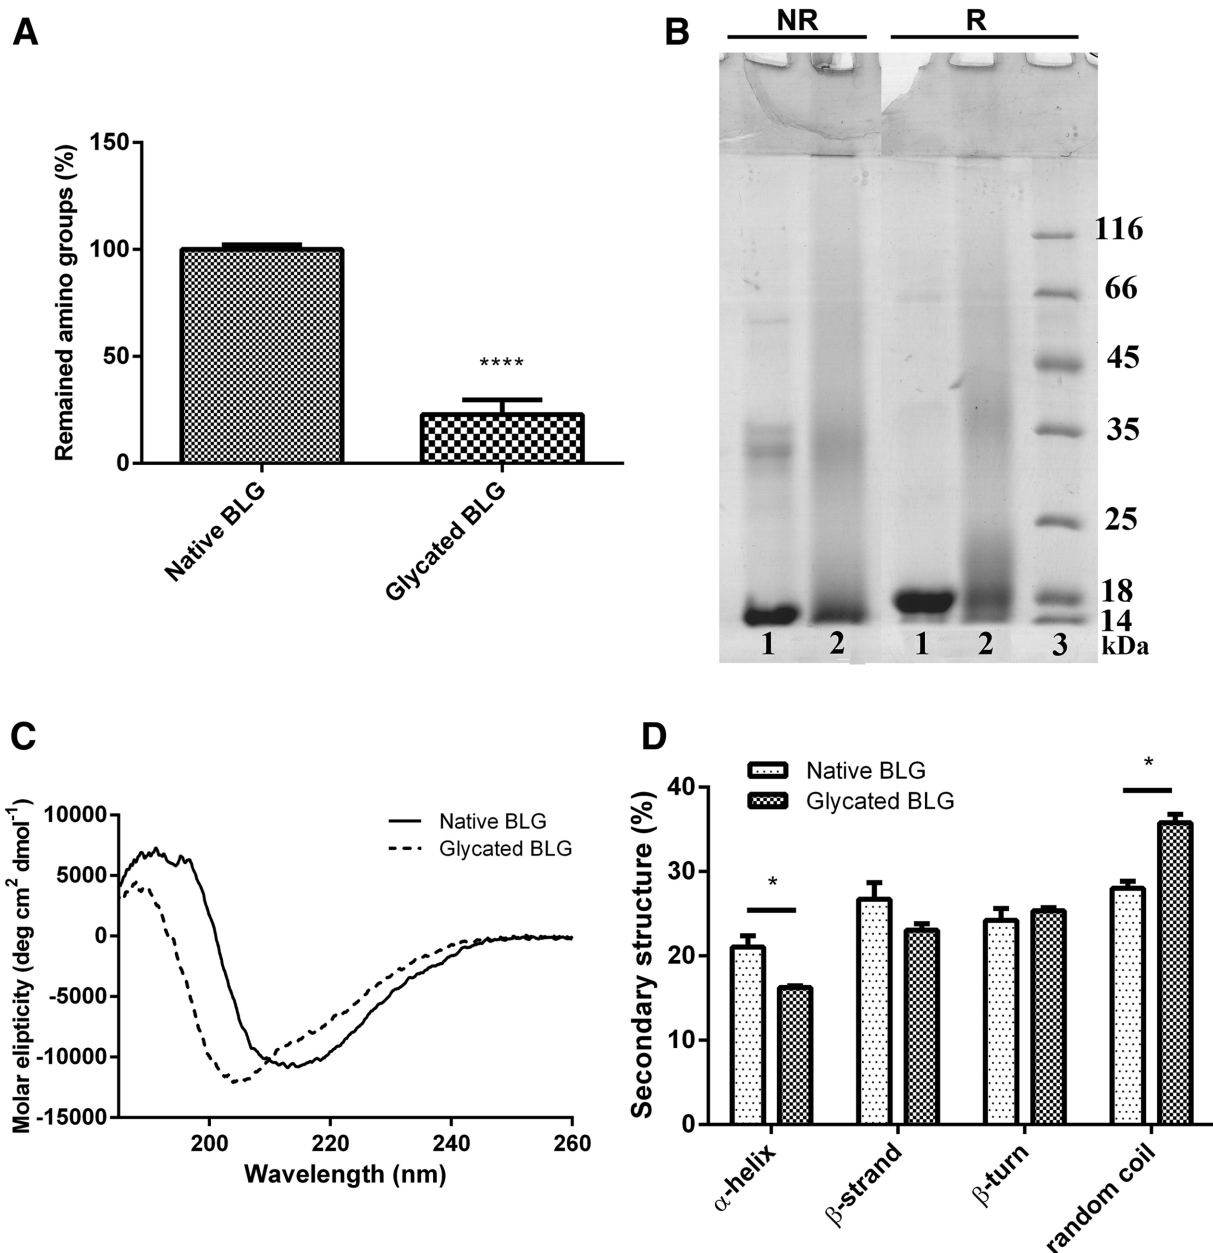 A
150
100
50
0
Remained amino groups (%)
****
Native BLG
Glycated BLG
B
NR R
116
66
45
35
25
18
14
kDa
1 2 1 2 3
C
10000
5000
0
-5000
-10000
-15000
Molar elipticity (deg cm² dmol⁻¹)
Native BLG
Glycated BLG
200 220 240 260
Wavelength (nm)
D
Native BLG
Glycated BLG
40
30
20
10
0
Secondary structure (%)
*
*
α-helix
β-strand
β-turn
random coil